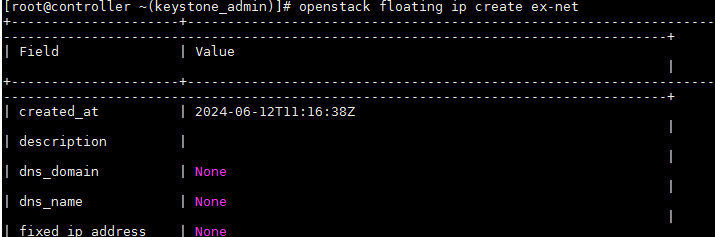 [root@controller ~(keystone_admin)]# openstack floating ip create ex-net
+----------------------+------------------------------------------------------------------
-----------------------------------------------------------------------------------+
| Field                | Value
                                                                                   |
+----------------------+------------------------------------------------------------------
-----------------------------------------------------------------------------------+
| created_at           | 2024-06-12T11:16:38Z
                                                                                   |
| description          |
                                                                                   |
| dns_domain           | None
                                                                                   |
| dns_name             | None
                                                                                   |
| fixed_ip_address     | None